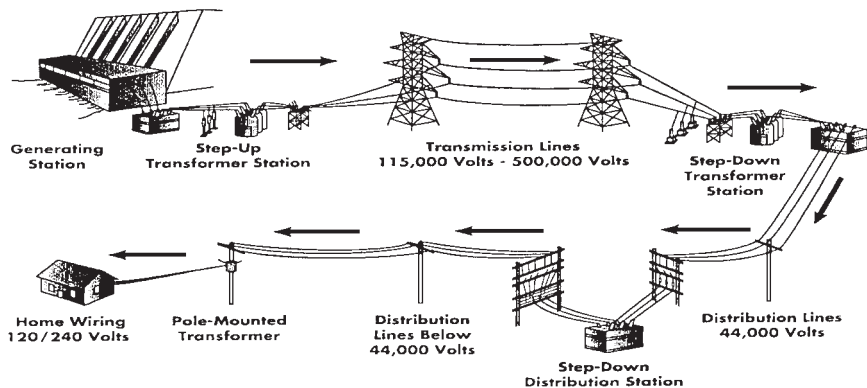 Generating
Station
Step-Up
Transformer Station
Transmission Lines
115,000 Volts - 500,000 Volts
Step-Down
Transformer
Station
Home Wiring
120/240 Volts
Pole-Mounted
Transformer
Distribution
Lines Below
44,000 Volts
Step-Down
Distribution Station
Distribution Lines
44,000 Volts